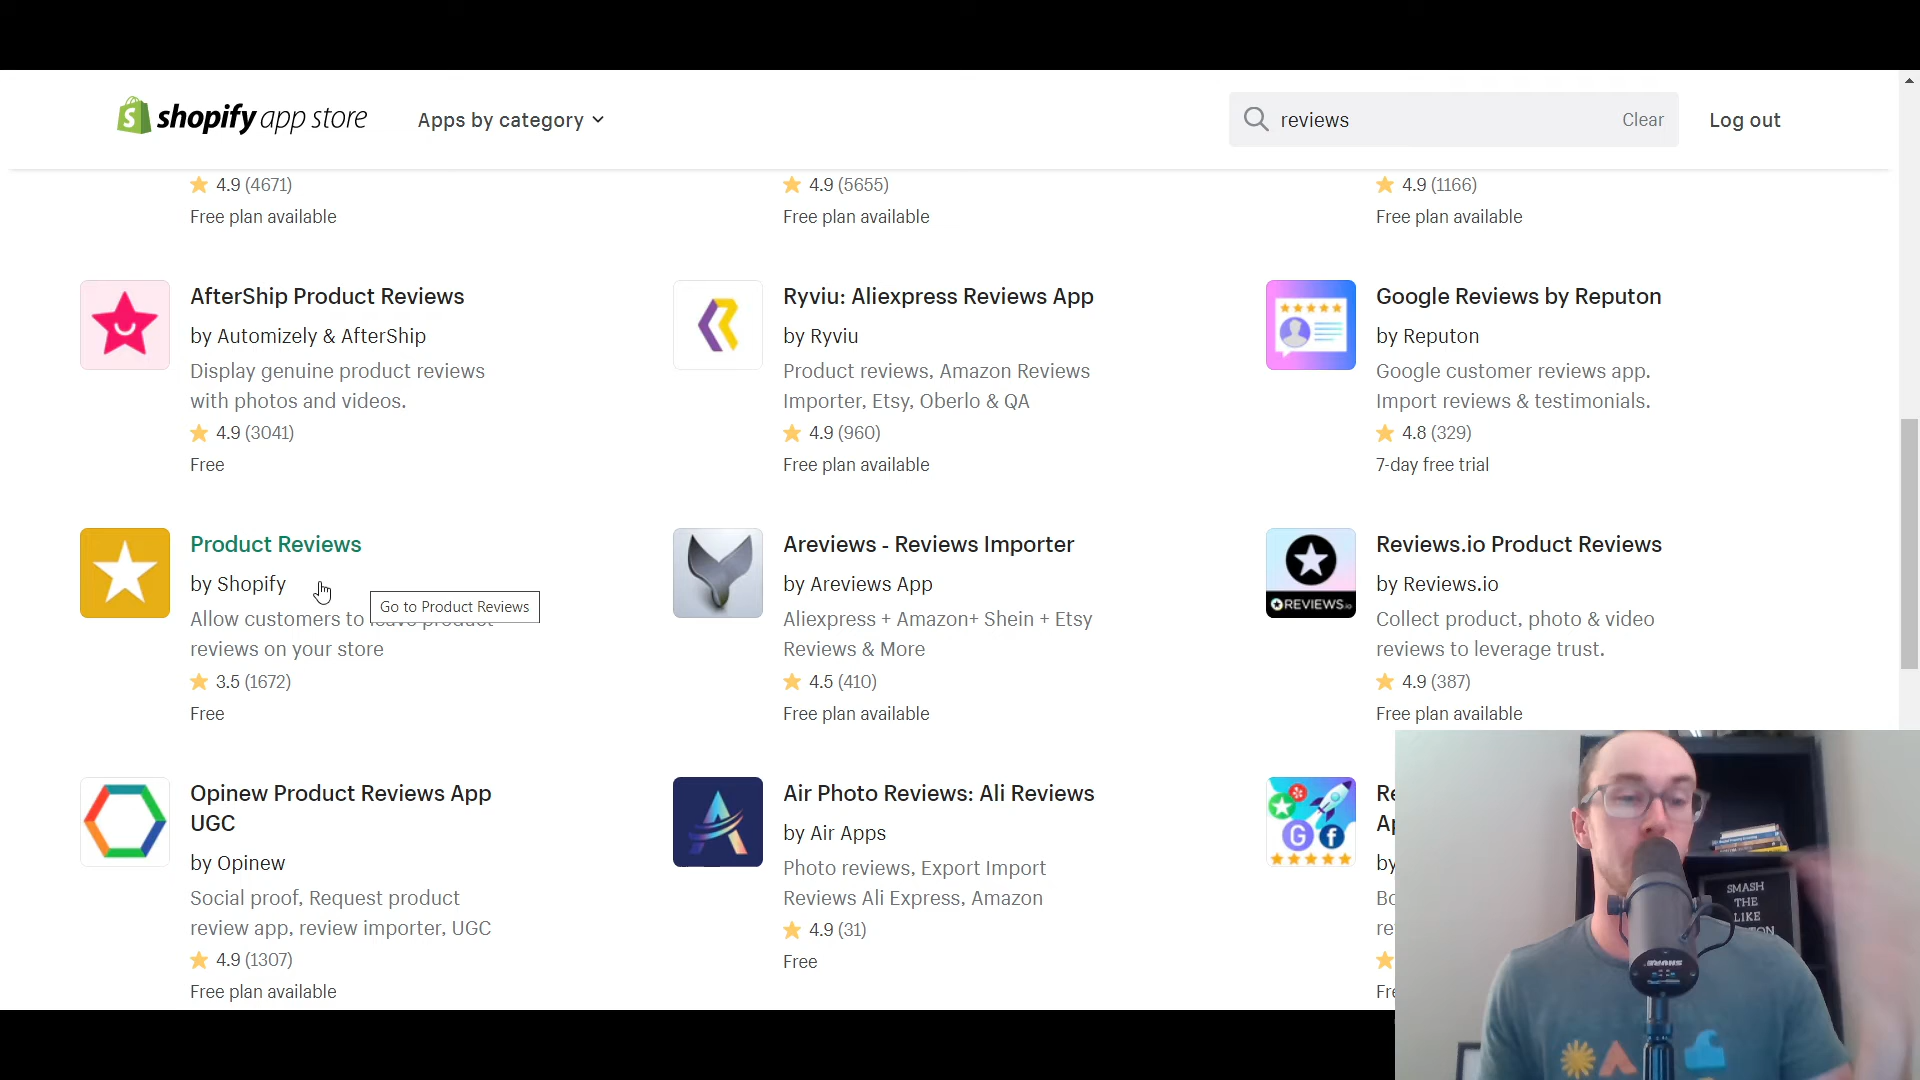 shopify app store
Apps by category
reviews
Clear
Log out
4.9 (4671)
Free plan available
4.9 (5655)
Free plan available
4.9 (1166)
Free plan available
AfterShip Product Reviews
by Automizely & AfterShip
Display genuine product reviews
with photos and videos.
4.9 (3041)
Free
Ryviu: Aliexpress Reviews App
by Ryviu
Product reviews, Amazon Reviews
Importer, Etsy, Oberlo & QA
4.9 (960)
Free plan available
Google Reviews by Reputon
by Reputon
Google customer reviews app.
Import reviews & testimonials.
4.8 (329)
7-day free trial
Product Reviews
by Shopify
Go to Product Reviews
Allow customers to leave product
reviews on your store
3.5 (1672)
Free
Areviews - Reviews Importer
by Areviews App
Aliexpress + Amazon+ Shein + Etsy
Reviews & More
4.5 (410)
Free plan available
REVIEWS.io
Reviews.io Product Reviews
by Reviews.io
Collect product, photo & video
reviews to leverage trust.
4.9 (387)
Free plan available
Opinew Product Reviews App
UGC
by Opinew
Social proof, Request product
review app, review importer, UGC
4.9 (1307)
Free plan available
Air Photo Reviews: Ali Reviews
by Air Apps
Photo reviews, Export Import
Reviews Ali Express, Amazon
4.9 (31)
Free
G
f
Re
by
Bo
re
Fre
SMASH
THE
LIKE
SHURE